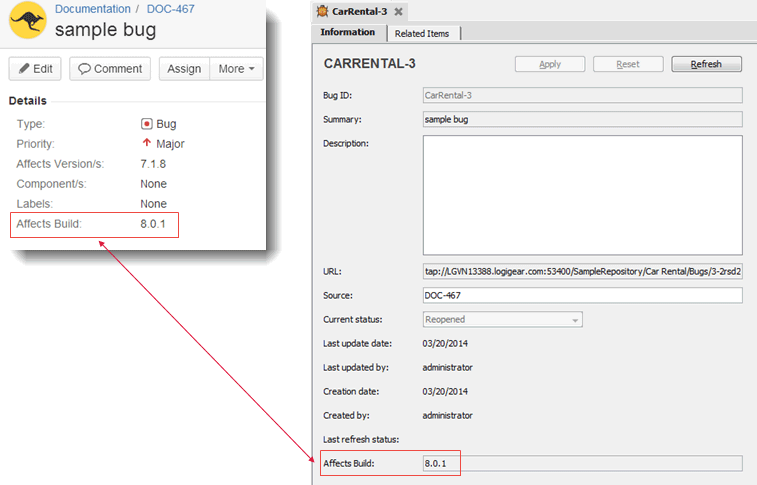 Documentation / DOC-467
sample bug
Edit Comment Assign More
Details
Type: Bug
Priority: Major
Affects Version/s: 7.1.8
Component/s: None
Labels: None
Affects Build: 8.0.1
CarRental-3
Information Related Items
CARRENTAL-3 Apply Reset Refresh
Bug ID: CarRental-3
Summary: sample bug
Description:
URL: tap://LGVN13388.logigear.com:53400/SampleRepository/Car Rental/Bugs/3-2rsd2
Source: DOC-467
Current status: Reopened
Last update date: 03/20/2014
Last updated by: administrator
Creation date: 03/20/2014
Created by: administrator
Last refresh status:
Affects Build: 8.0.1